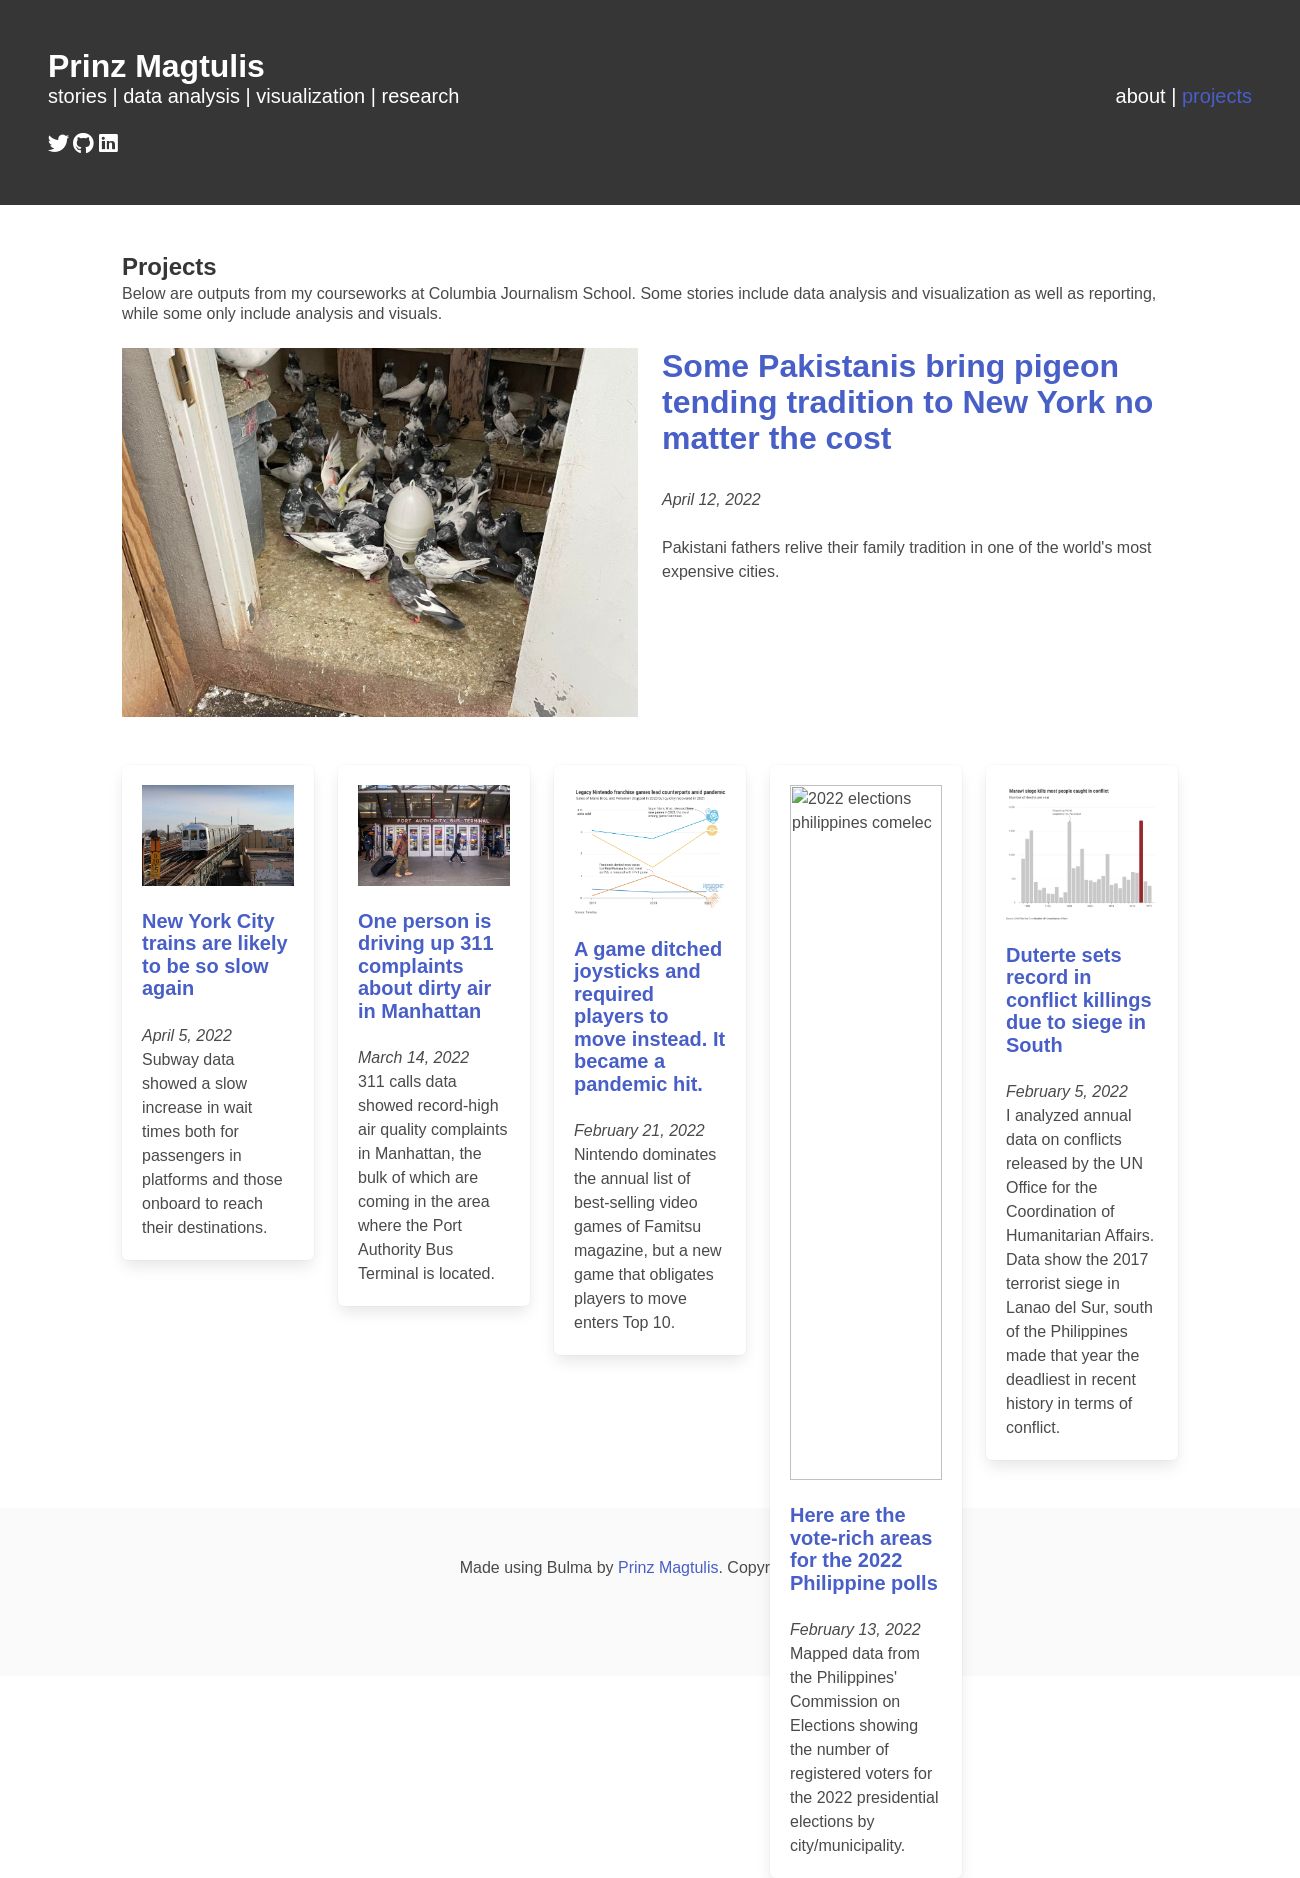 Prinz Magtulis
stories | data analysis | visualization | research
about | projects
Projects
Below are outputs from my courseworks at Columbia Journalism School. Some stories include data analysis and visualization as well as reporting,
while some only include analysis and visuals.
Some Pakistanis bring pigeon
tending tradition to New York no
matter the cost
April 12, 2022
Pakistani fathers relive their family tradition in one of the world's most
expensive cities.
New York City
trains are likely
to be so slow
again
April 5, 2022
Subway data
showed a slow
increase in wait
times both for
passengers in
platforms and those
onboard to reach
their destinations.
PORT AUTHORITY BUS TERMINAL
One person is
driving up 311
complaints
about dirty air
in Manhattan
March 14, 2022
311 calls data
showed record-high
air quality complaints
in Manhattan, the
bulk of which are
coming in the area
where the Port
Authority Bus
Terminal is located.
Legacy Nintendo franchise games lead counterparts amid pandemic
A game ditched
joysticks and
required
players to
move instead. It
became a
pandemic hit.
February 21, 2022
Nintendo dominates
the annual list of
best-selling video
games of Famitsu
magazine, but a new
game that obligates
players to move
enters Top 10.
2022 elections
philippines comelec
Here are the
vote-rich areas
for the 2022
Philippine polls
February 13, 2022
Mapped data from
the Philippines'
Commission on
Elections showing
the number of
registered voters for
the 2022 presidential
elections by
city/municipality.
Marawi siege kills most people caught in conflict
Duterte sets
record in
conflict killings
due to siege in
South
February 5, 2022
I analyzed annual
data on conflicts
released by the UN
Office for the
Coordination of
Humanitarian Affairs.
Data show the 2017
terrorist siege in
Lanao del Sur, south
of the Philippines
made that year the
deadliest in recent
history in terms of
conflict.
Made using Bulma by Prinz Magtulis. Copyr